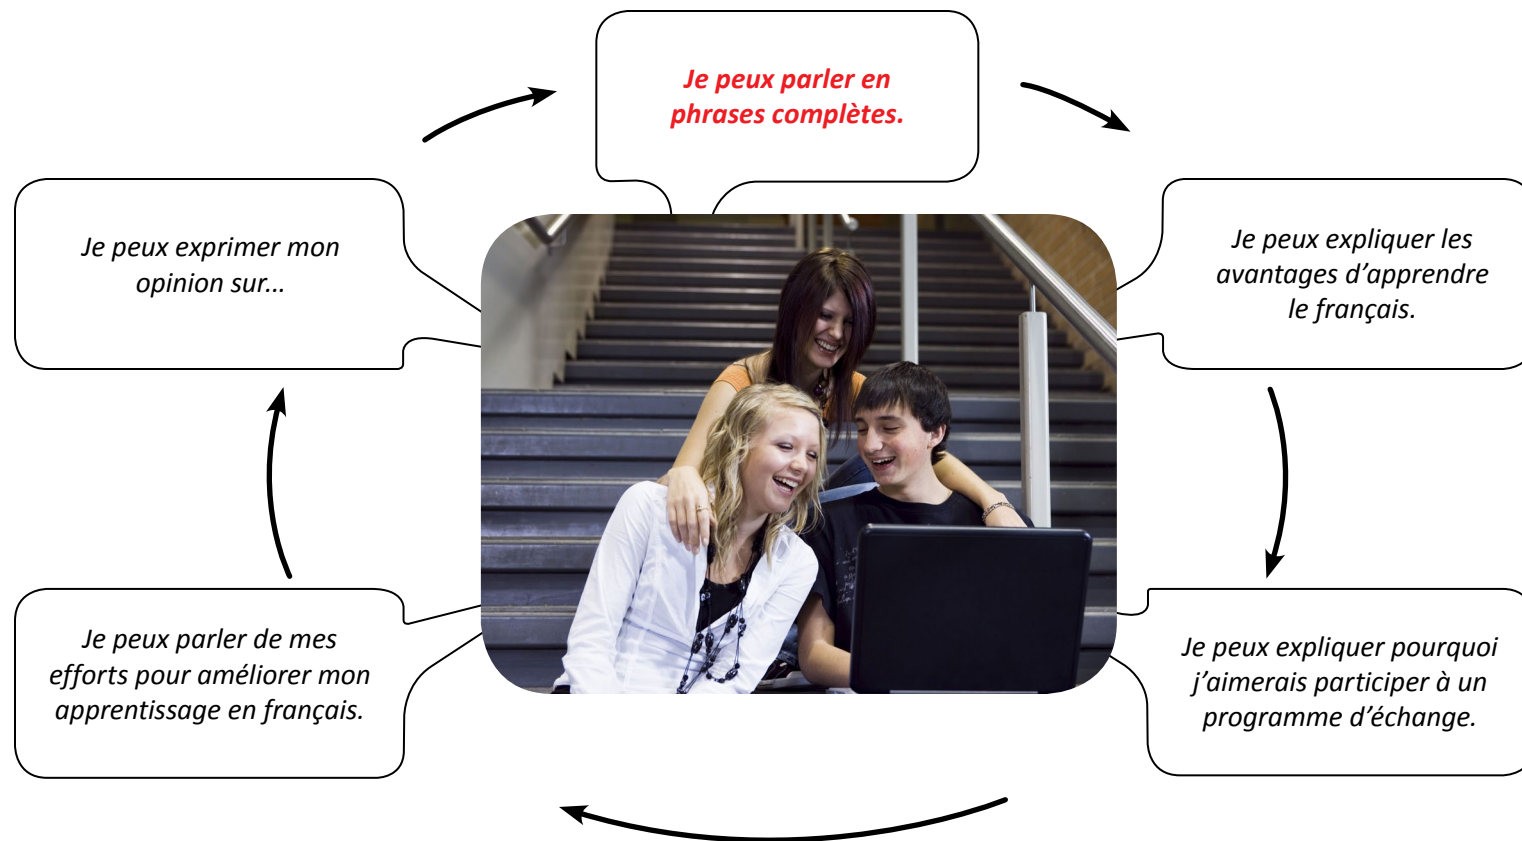 Je peux parler en
phrases complètes.
Je peux expliquer les
avantages d’apprendre
le français.
Je peux expliquer pourquoi
j’aimerais participer à un
programme d’échange.
Je peux parler de mes
efforts pour améliorer mon
apprentissage en français.
Je peux exprimer mon
opinion sur...